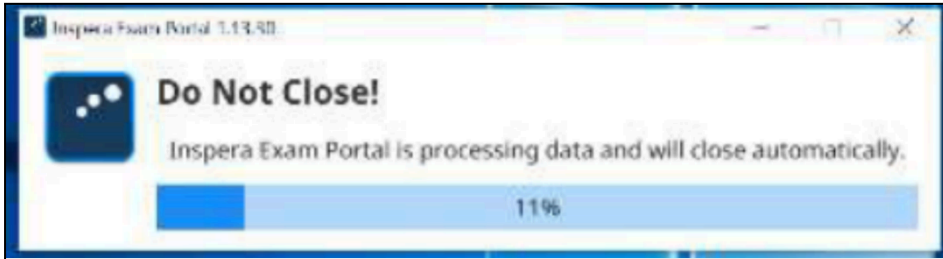 Inspera Exam Portal 1.13.80
Do Not Close!
Inspera Exam Portal is processing data and will close automatically.
11%